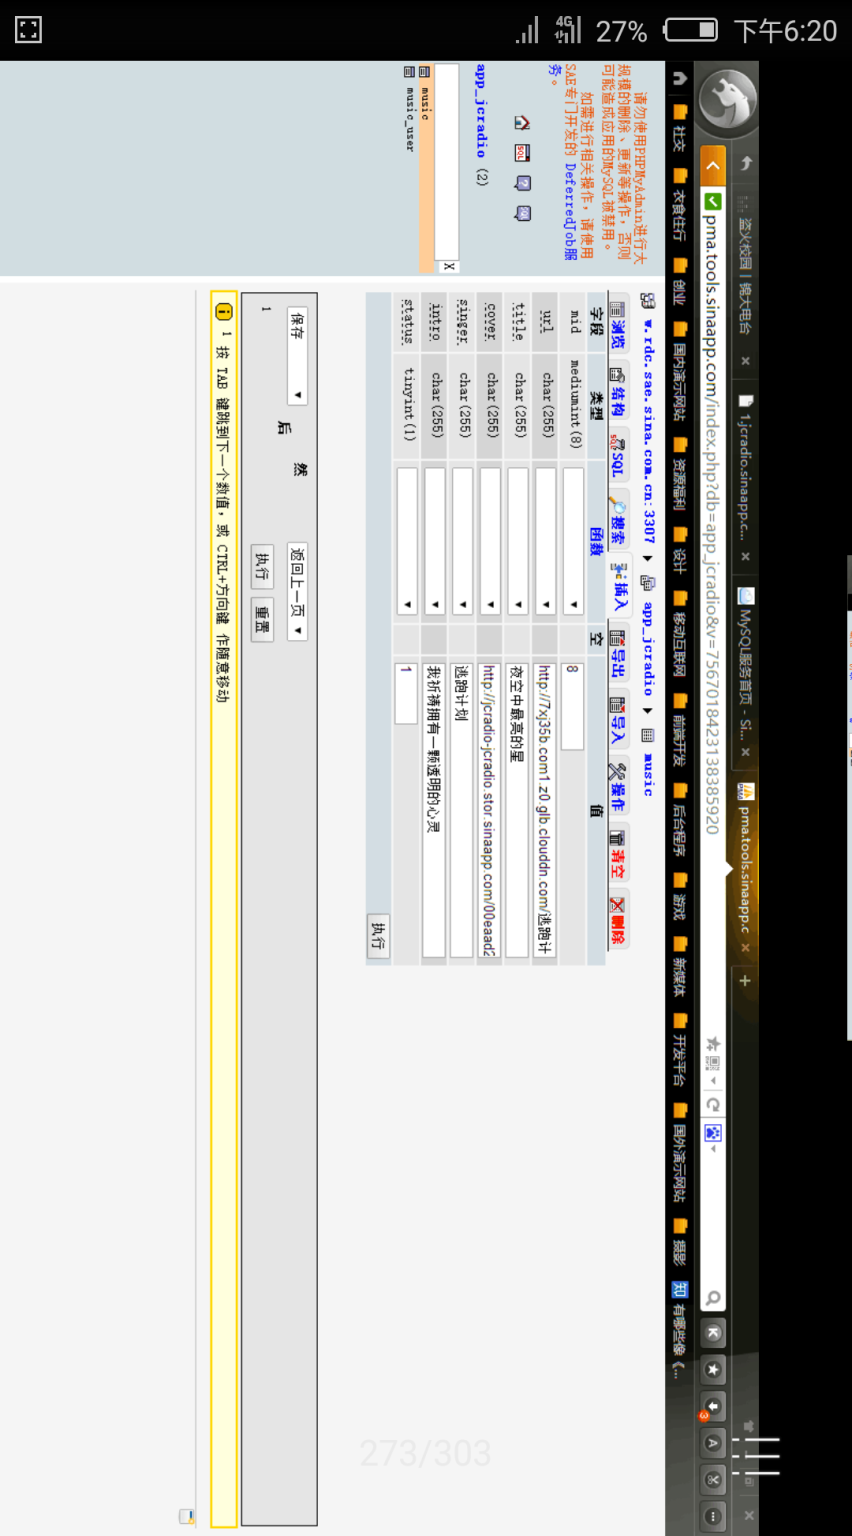 4G
27%
下午6:20
盗火校园 | 锦大电台
1.jcradio.sinaapp.c...
MySQL服务首页 - Si...
pma.tools.sinaapp.c
pma.tools.sinaapp.com/index.php?db=app_jcradio&v=75670184231383859​20
社交
衣食住行
创业
国内演示网站
资源福利
设计
移动互联网
前端开发
后台程序
游戏
新媒体
开发平台
国外演示网站
摄影
知 有哪些像《...
请勿使用PHPMyAdmin进行大
规模的删除、更新等操作，否则
可能造成应用的MySQL被禁用。
如需进行相关操作，请使用
SAE专门开发的 DeferredJob服
务。
app_jcradio (2)
X
music
music_user
w.rdc.sae.sina.com.cn:3307 ▶ app_jcradio ▶ music
浏览 结构 SQL 搜索 插入 导出 导入 操作 清空 删除
字段 类型 函数 空 值
mid mediumint(8) 8
url char(255) http://7xj35b.com1.z0.glb.clouddn.com/逃跑计
title char(255) 夜空中最亮的星
cover char(255) http://jcradio-jcradio.stor.sinaapp.com/00eaad2
singer char(255) 逃跑计划
intro char(255) 我祈祷拥有一颗透明的心灵
status tinyint(1) 1
执行
保存 然后 返回上一页
1
执行 重置
1 按 TAB 键跳到下一个数值，或 CTRL+方向键 作随意移动
273/303